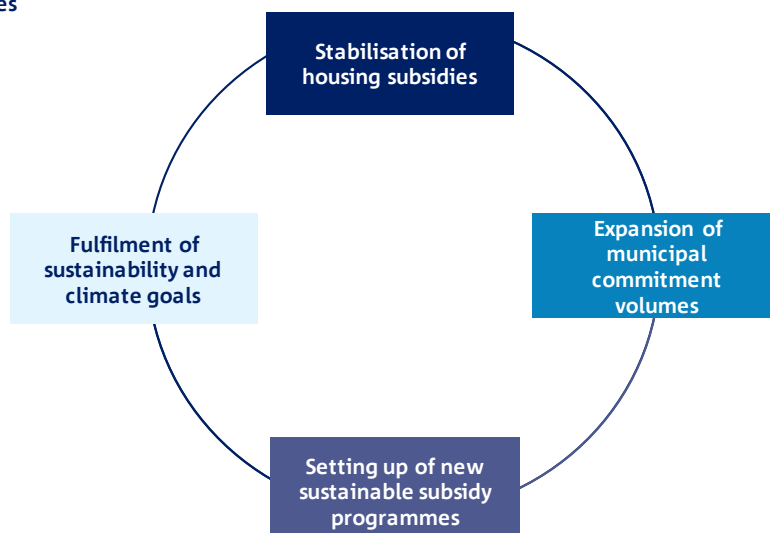 Stabilisation of
housing subsidies
Fulfilment of
sustainability and
climate goals
Expansion of
municipal
commitment
volumes
Setting up of new
sustainable subsidy
programmes